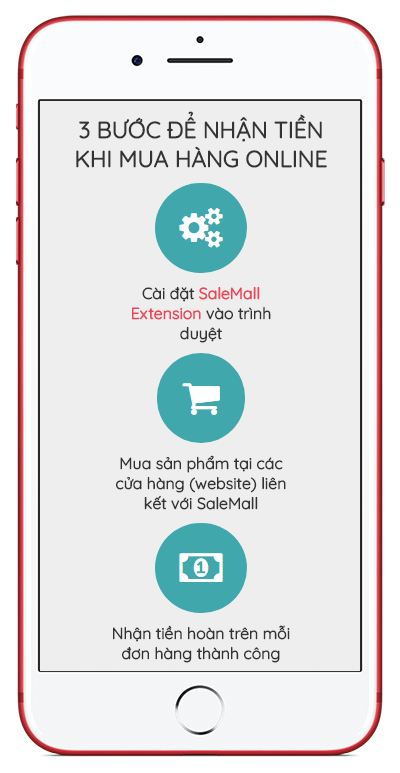 3 BƯỚC ĐỂ NHẬN TIỀN
KHI MUA HÀNG ONLINE
Cài đặt SaleMall
Extension vào trình
duyệt
Mua sản phẩm tại các
cửa hàng (website) liên
kết với SaleMall
1
Nhận tiền hoàn trên mỗi
đơn hàng thành công